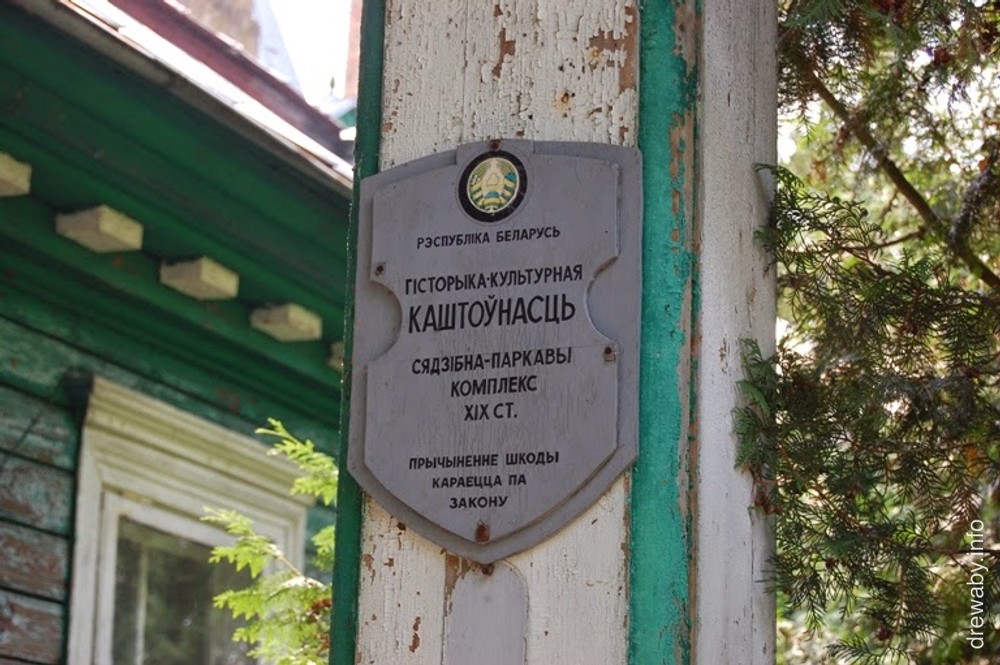 РЭСПУБЛІКА БЕЛАРУСЬ
ГІСТОРЫКА-КУЛЬТУРНАЯ
КАШТОЎНАСЦЬ
СЯДЗІБНА-ПАРКАВЫ
КОМПЛЕКС
XIX СТ.
ПРЫЧЫНЕННЕ ШКОДЫ
КАРАЕЦЦА ПА
ЗАКОНУ
drewaby.info